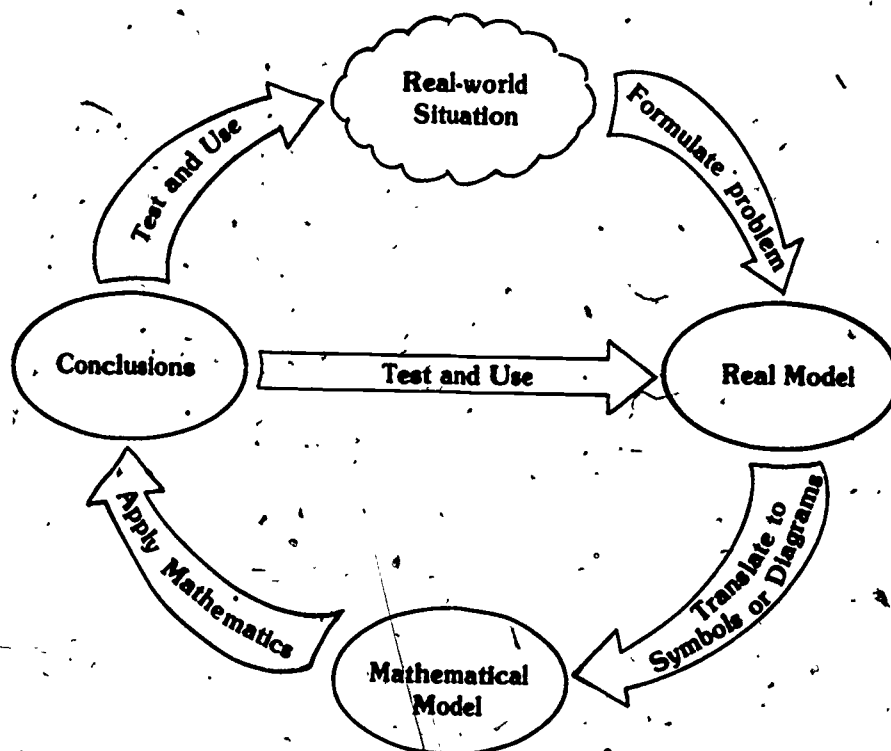 Real-world
Situation
Formulate problem
Test and Use
Conclusions
Test and Use
Real Model
Translate to
Symbols or Diagrams
Apply Mathematics
Mathematical
Model